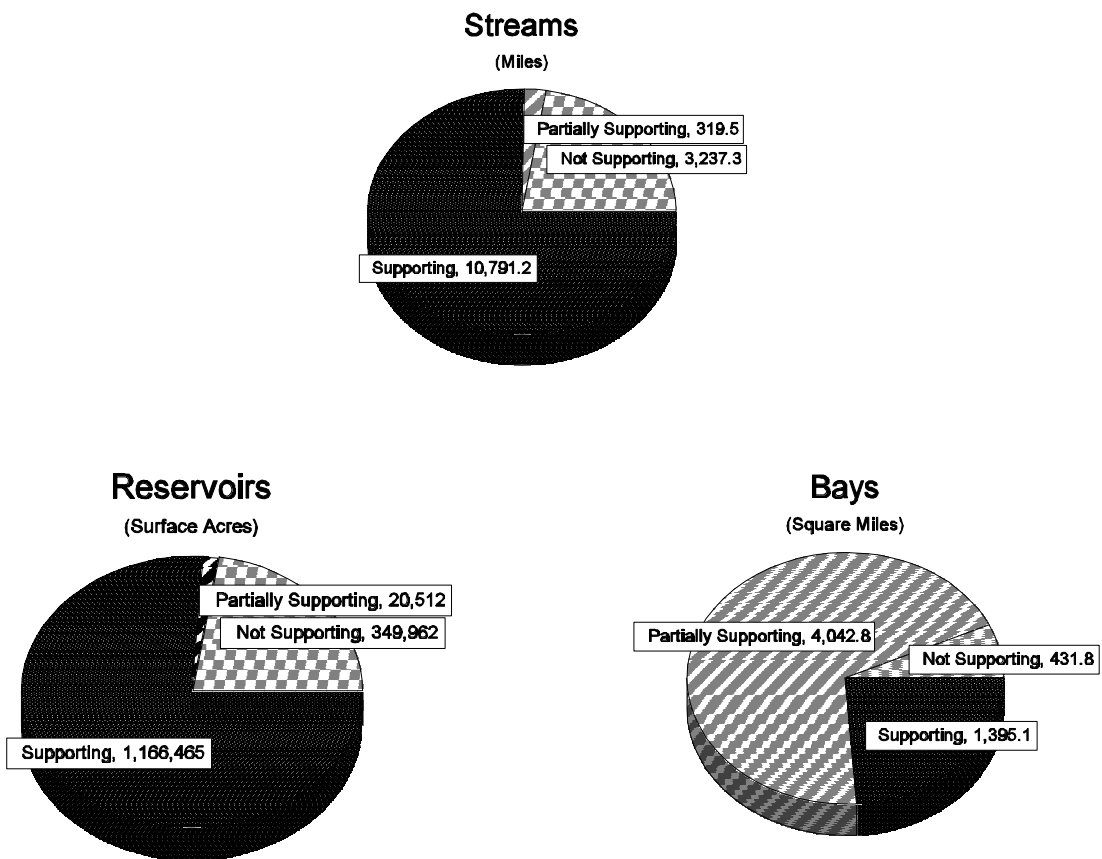 Streams
(Miles)
Partially Supporting, 319.5
Not Supporting, 3,237.3
Supporting, 10,791.2
Reservoirs
(Surface Acres)
Partially Supporting, 20,512
Not Supporting, 349,962
Supporting, 1,166,465
Bays
(Square Miles)
Partially Supporting, 4,042.8
Not Supporting, 431.8
Supporting, 1,395.1